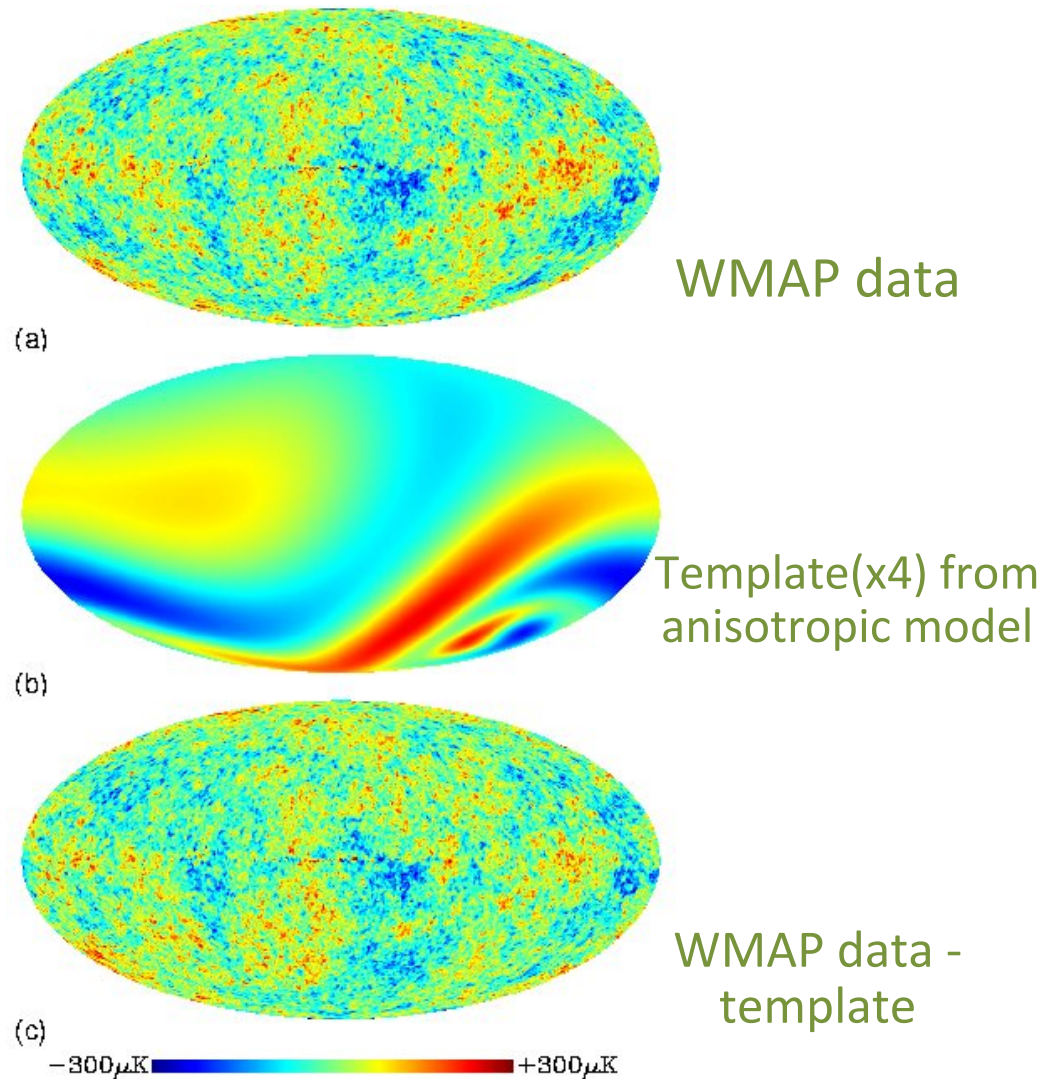 WMAP data
(a)
Template(x4) from
anisotropic model
(b)
WMAP data -
template
(c)
−300μK
+300μK